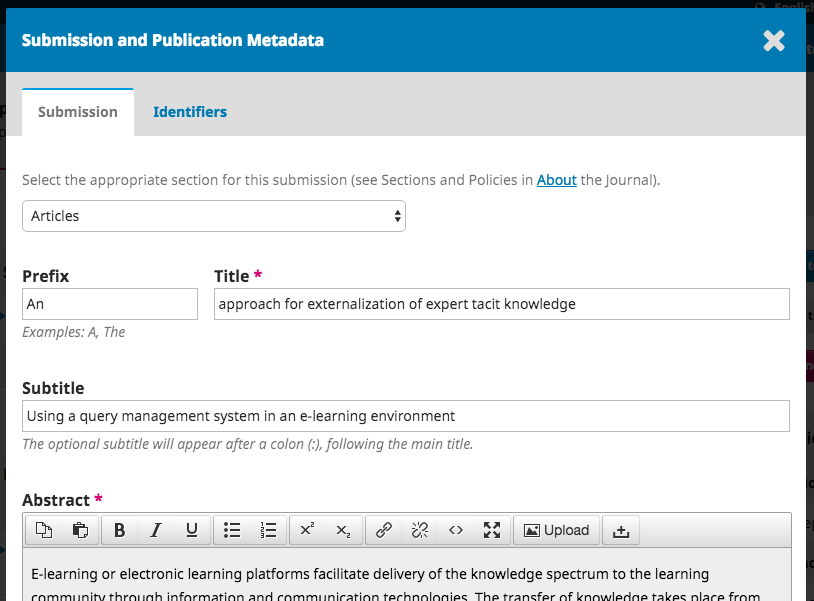 English
Submission and Publication Metadata
Submission Identifiers
Select the appropriate section for this submission (see Sections and Policies in About the Journal).
Articles
Prefix Title *
An approach for externalization of expert tacit knowledge
Examples: A, The
Subtitle
Using a query management system in an e-learning environment
The optional subtitle will appear after a colon (:), following the main title.
Abstract *
B I U x² x₂ Upload
E-learning or electronic learning platforms facilitate delivery of the knowledge spectrum to the learning
community through information and communication technologies. The transfer of knowledge takes place from